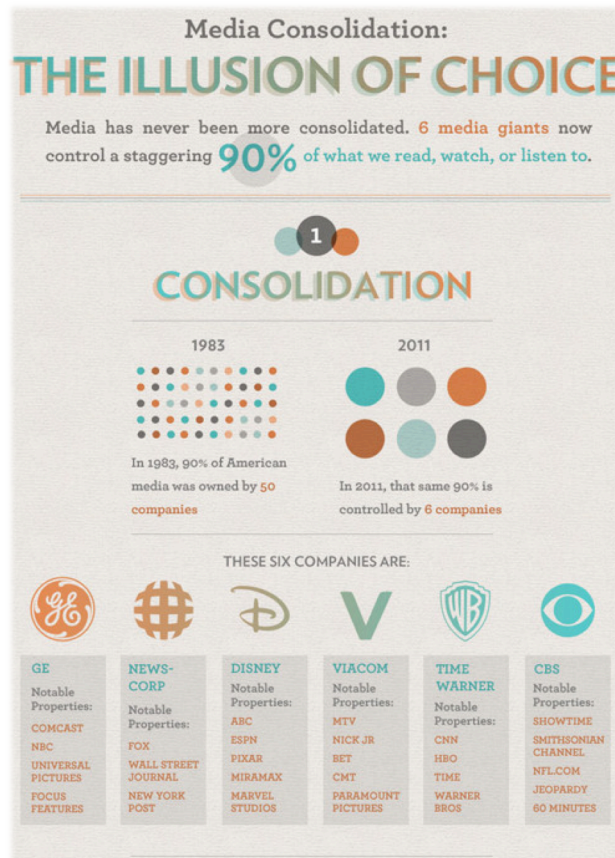 Media Consolidation:
THE ILLUSION OF CHOICE
Media has never been more consolidated. 6 media giants now
control a staggering 90% of what we read, watch, or listen to.
1
CONSOLIDATION
1983
2011
In 1983, 90% of American
media was owned by 50
companies
In 2011, that same 90% is
controlled by 6 companies
THESE SIX COMPANIES ARE:
GE
D
V
WB
GE
Notable
Properties:
COMCAST
NBC
UNIVERSAL
PICTURES
FOCUS
FEATURES
NEWS-
CORP
Notable
Properties:
FOX
WALL STREET
JOURNAL
NEW YORK
POST
DISNEY
Notable
Properties:
ABC
ESPN
PIXAR
MIRAMAX
MARVEL
STUDIOS
VIACOM
Notable
Properties:
MTV
NICK JR
BET
CMT
PARAMOUNT
PICTURES
TIME
WARNER
Notable
Properties:
CNN
HBO
TIME
WARNER
BROS
CBS
Notable
Properties:
SHOWTIME
SMITHSONIAN
CHANNEL
NFL.COM
JEOPARDY
60 MINUTES